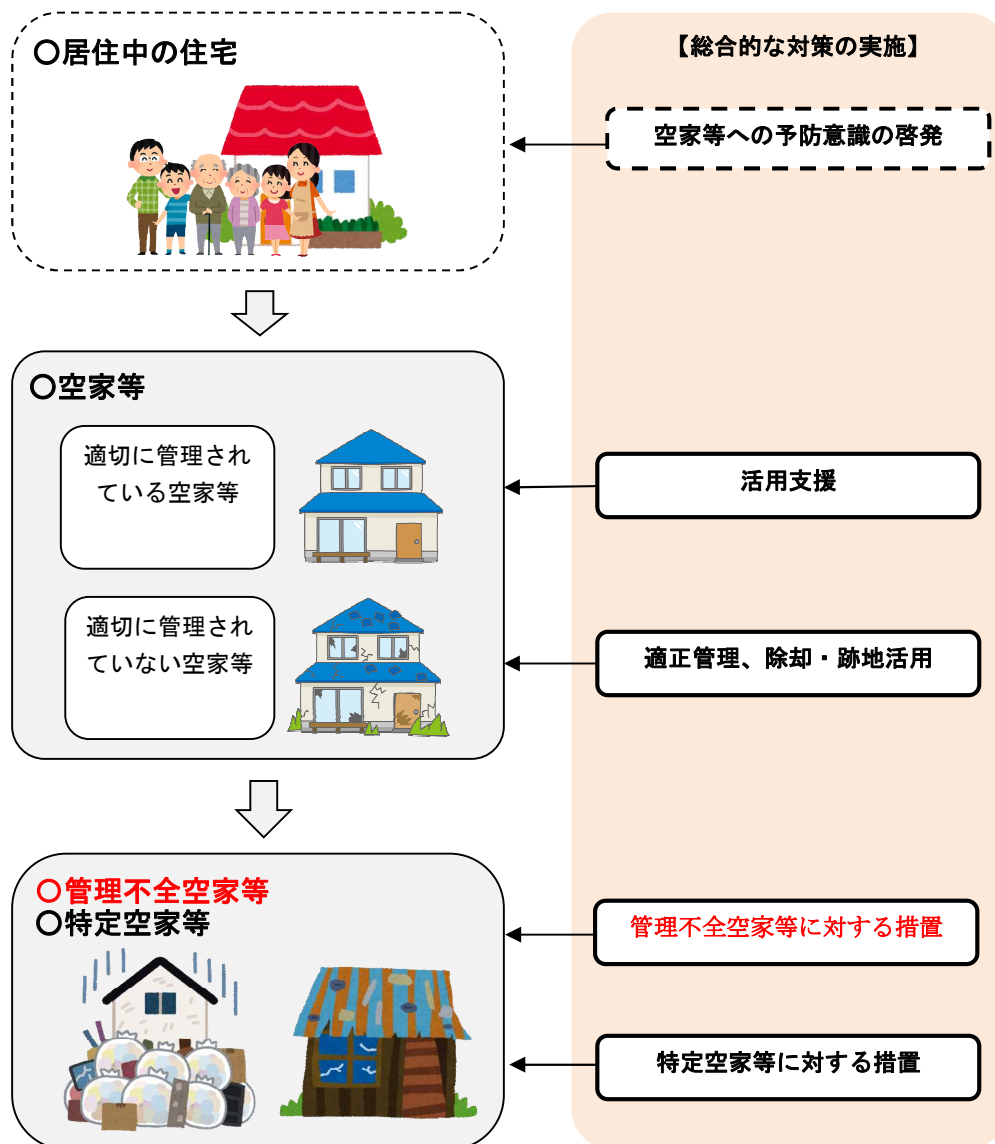 〇居住中の住宅
【総合的な対策の実施】
空家等への予防意識の啓発
〇空家等
適切に管理され
ている空家等
活用支援
適切に管理され
ていない空家等
適正管理、除却・跡地活用
〇管理不全空家等
〇特定空家等
管理不全空家等に対する措置
特定空家等に対する措置